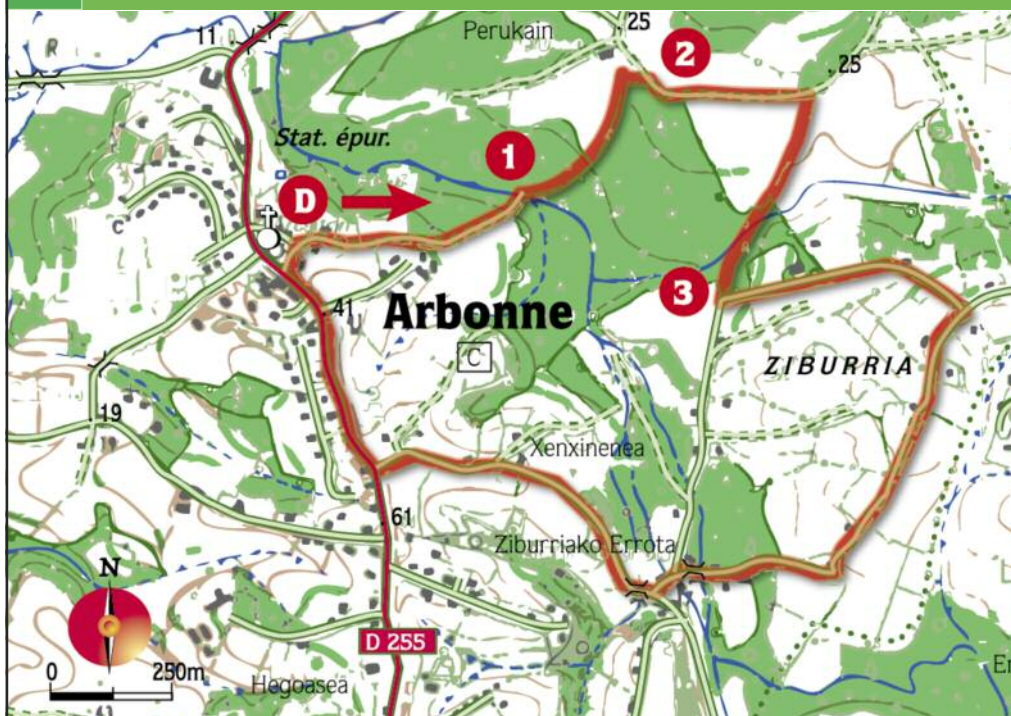 11
Perukain
25
2
25
R
Stat. épur.
1
D
C
41
Arbonne
C
3
ZIBURRIA
19
Xenxinenea
61
Ziburriako Errota
N
D 255
0 250m
Hegoasea